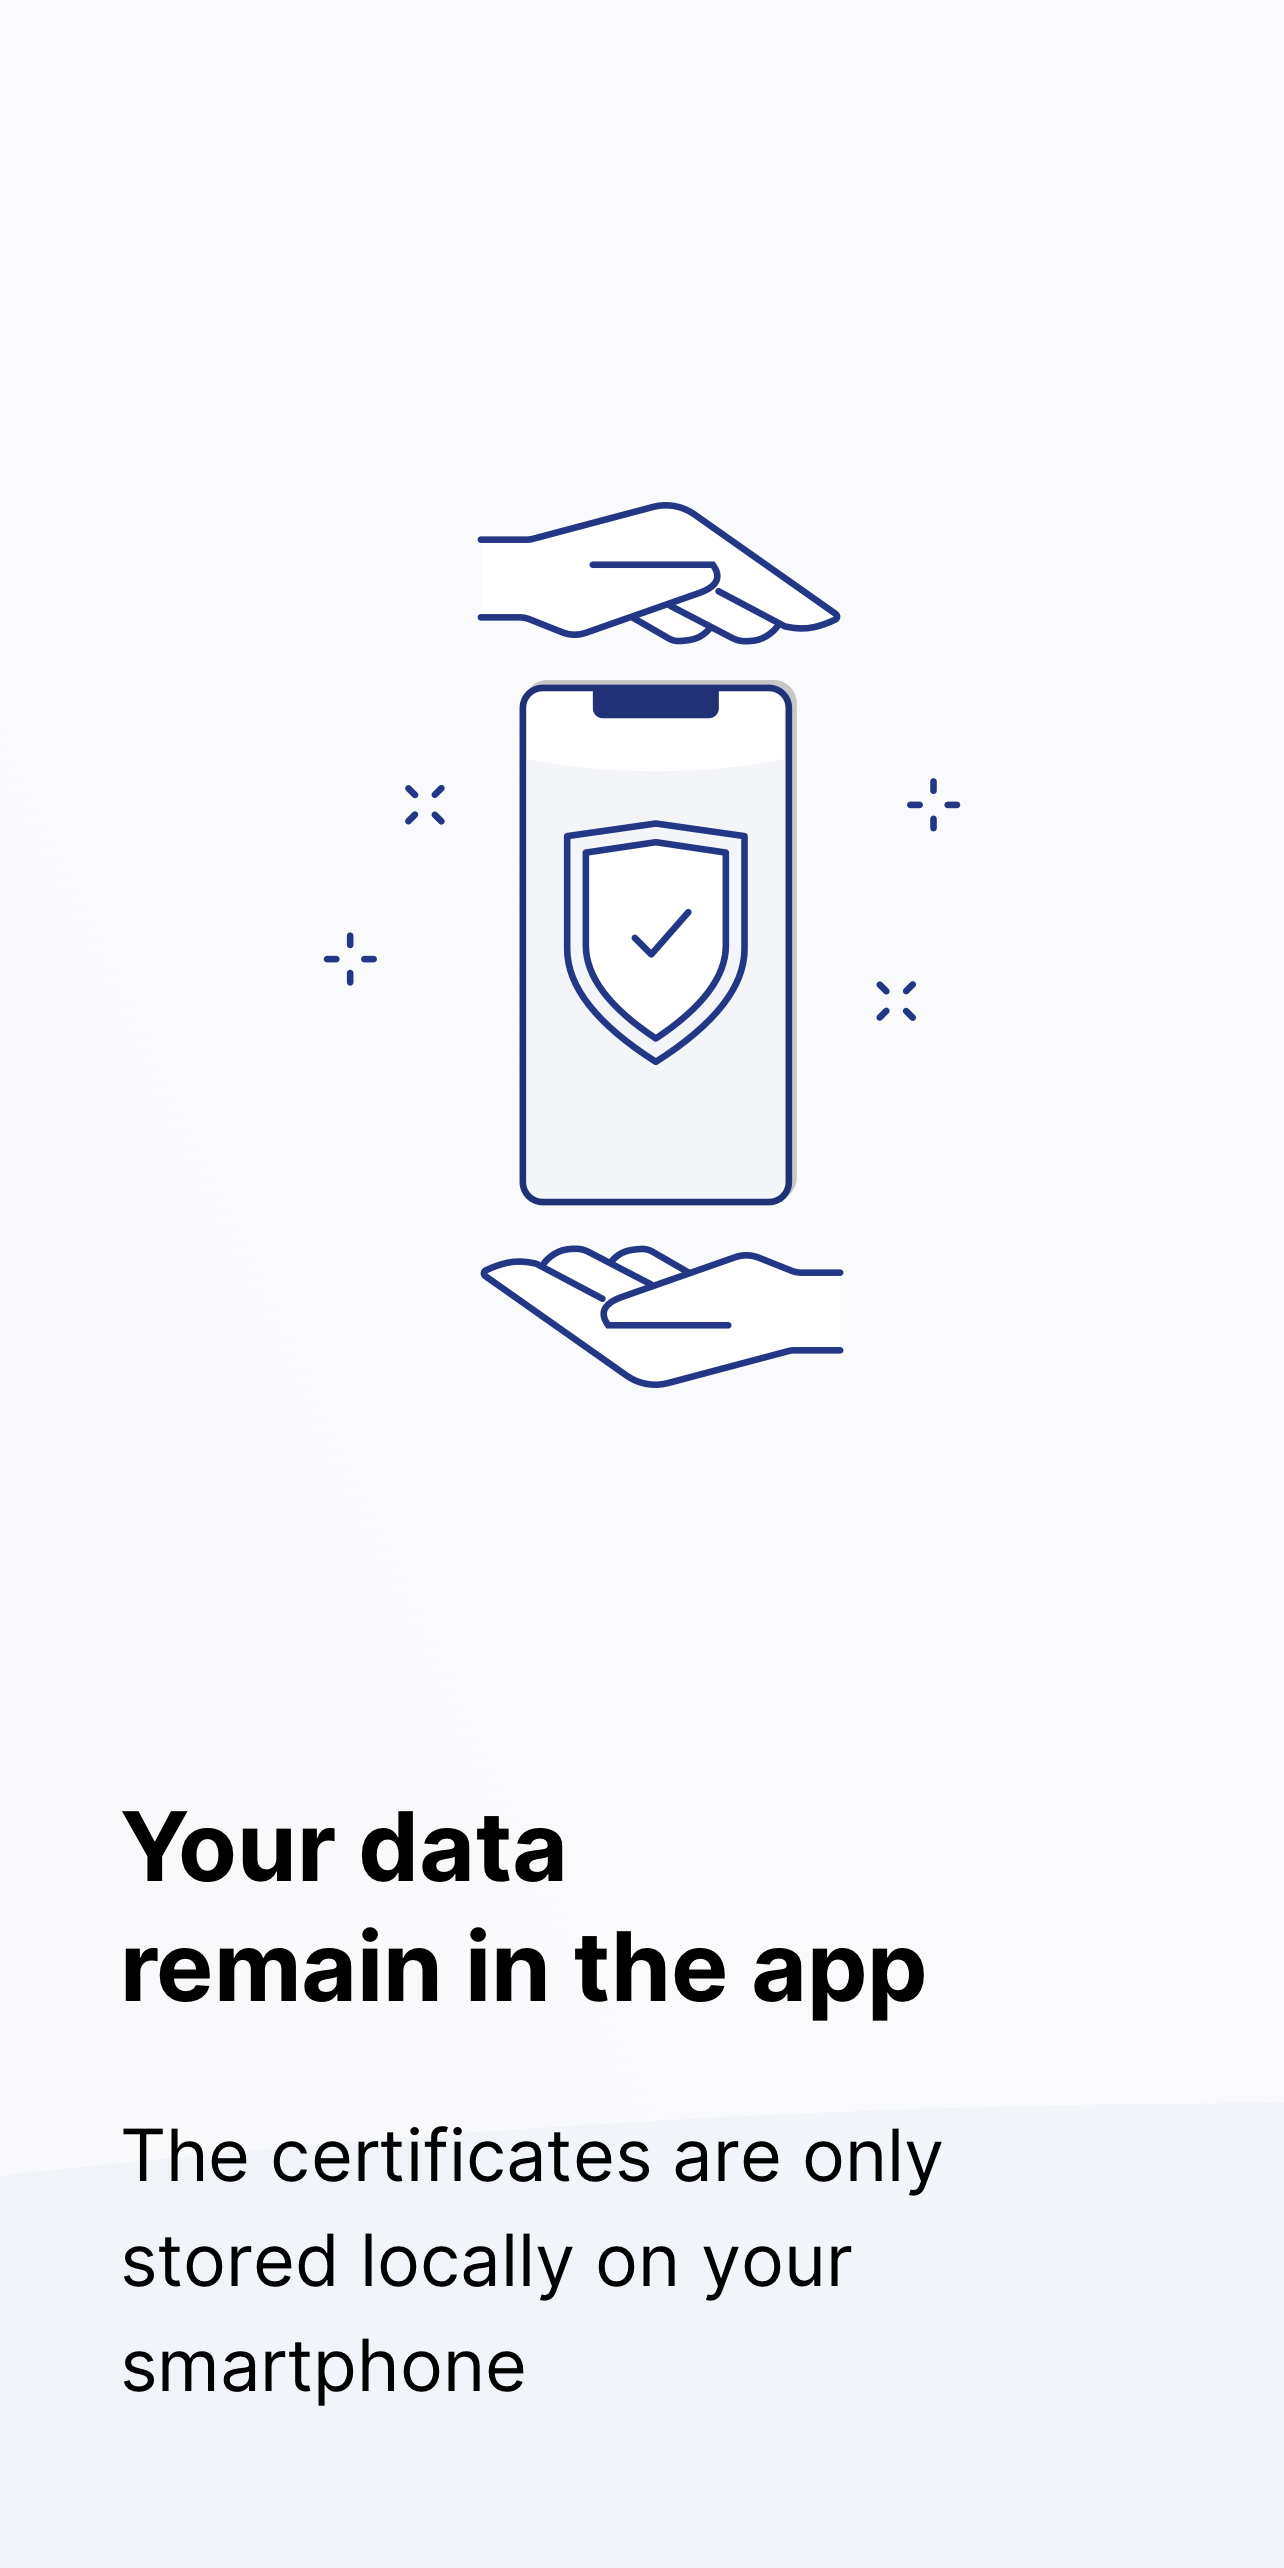 Your data
remain in the app
The certificates are only
stored locally on your
smartphone